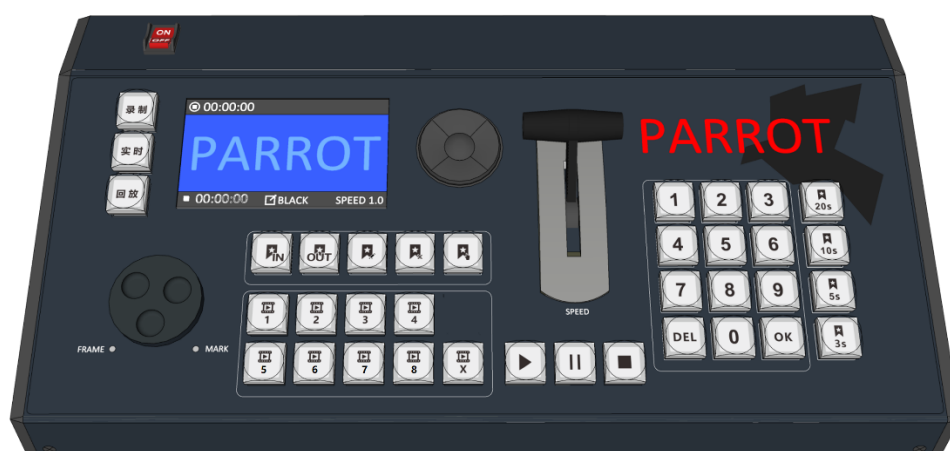 ON
OFF
录制
实时
回放
00:00:00
PARROT
00:00:00 BLACK SPEED 1.0
PARROT
IN OUT
1 2 3 4
5 6 7 8 X
FRAME MARK
SPEED
1 2 3 20s
4 5 6 10s
7 8 9 5s
DEL 0 OK 3s